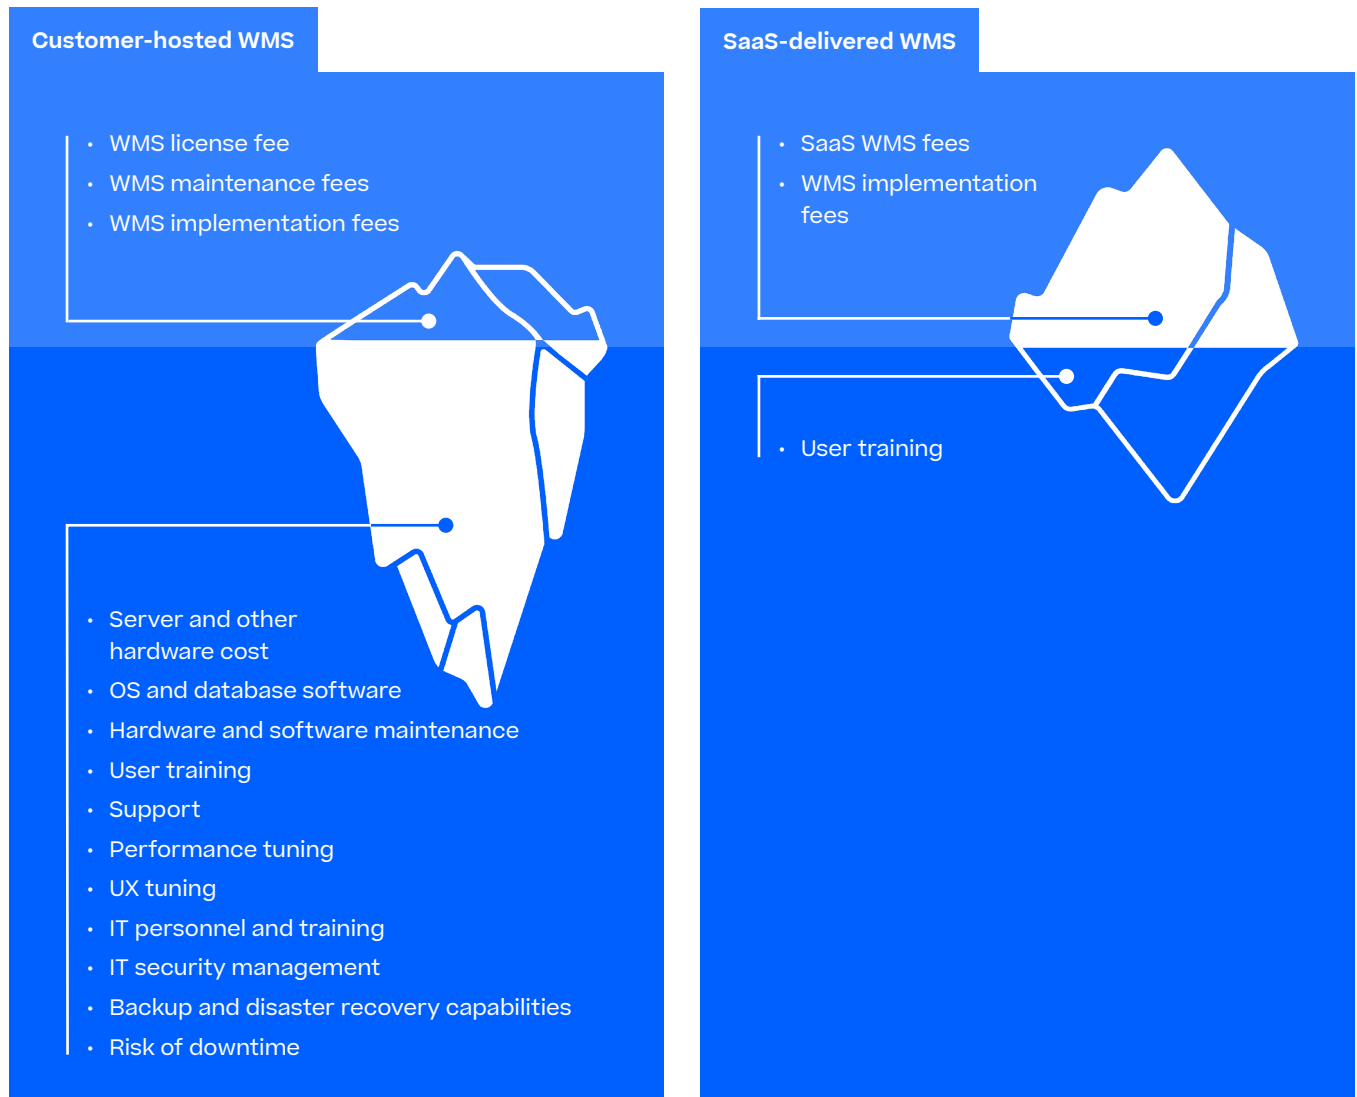 Customer-hosted WMS
• WMS license fee
• WMS maintenance fees
• WMS implementation fees
• Server and other
hardware cost
• OS and database software
• Hardware and software maintenance
• User training
• Support
• Performance tuning
• UX tuning
• IT personnel and training
• IT security management
• Backup and disaster recovery capabilities
• Risk of downtime
SaaS-delivered WMS
• SaaS WMS fees
• WMS implementation
fees
• User training